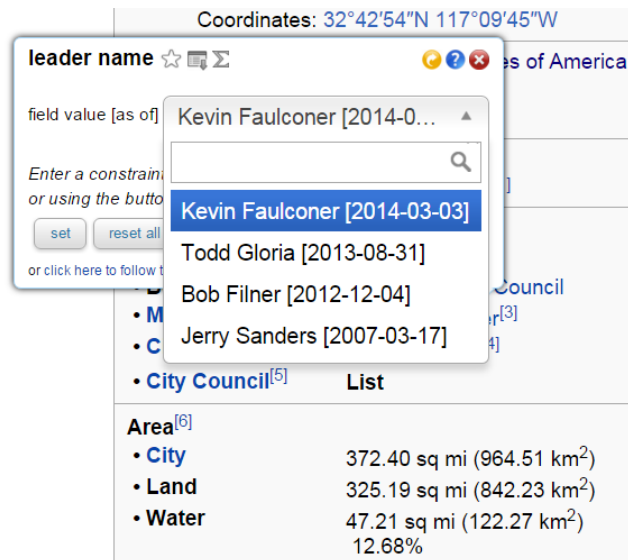 Coordinates: 32°42′54″N 117°09′45″W
leader name
es of America
field value [as of] Kevin Faulconer [2014-0...
Enter a constraint
or using the butto
Kevin Faulconer [2014-03-03]
set reset all
Todd Gloria [2013-08-31]
or click here to follow t
Bob Filner [2012-12-04]
Council
• M
er[3]
Jerry Sanders [2007-03-17]
• C
4]
• City Council[5] List
Area[6]
• City 372.40 sq mi (964.51 km2)
• Land 325.19 sq mi (842.23 km2)
• Water 47.21 sq mi (122.27 km2)
12.68%